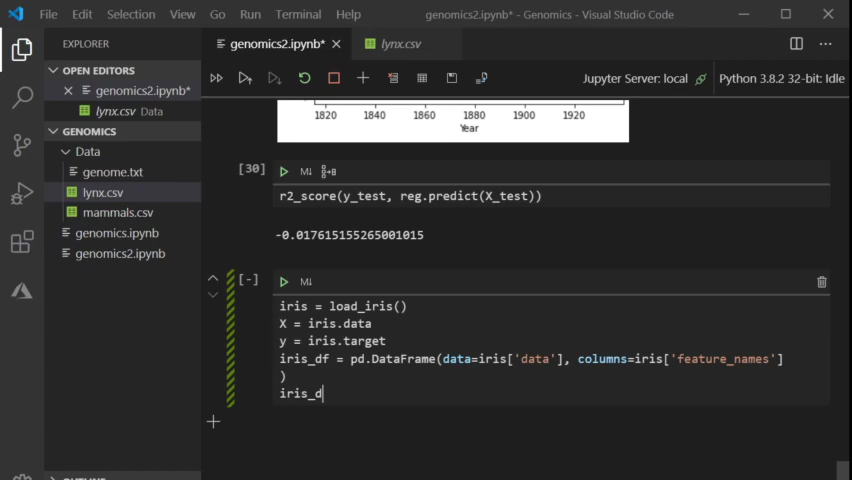 File Edit Selection View Go Run Terminal Help genomics2.ipynb* - Genomics - Visual Studio Code
EXPLORER
OPEN EDITORS
genomics2.ipynb*
lynx.csv Data
GENOMICS
Data
genome.txt
lynx.csv
mammals.csv
genomics.ipynb
genomics2.ipynb
OUTLINE
genomics2.ipynb* lynx.csv
Jupyter Server: local Python 3.8.2 32-bit: Idle
1820 1840 1860 1880 1900 1920
Year
[30] M↓
r2_score(y_test, reg.predict(X_test))
-0.017615155265001015
[-] M↓
iris = load_iris()
X = iris.data
y = iris.target
iris_df = pd.DataFrame(data=iris['data'], columns=iris['feature_names']
)
iris_d